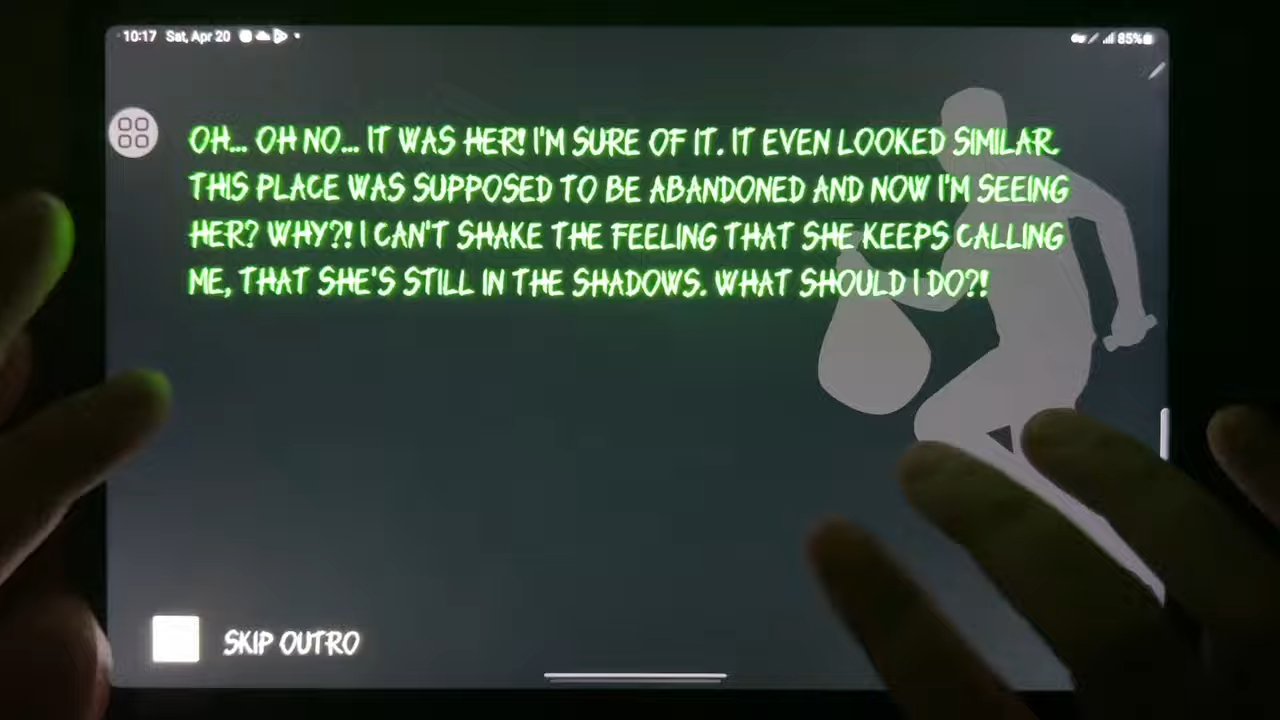 10:17 Sat, Apr 20
85%
OH... OH NO... IT WAS HER! I'M SURE OF IT. IT EVEN LOOKED SIMILAR.
THIS PLACE WAS SUPPOSED TO BE ABANDONED AND NOW I'M SEEING
HER? WHY?! I CAN'T SHAKE THE FEELING THAT SHE KEEPS CALLING
ME, THAT SHE'S STILL IN THE SHADOWS. WHAT SHOULD I DO?!
SKIP OUTRO